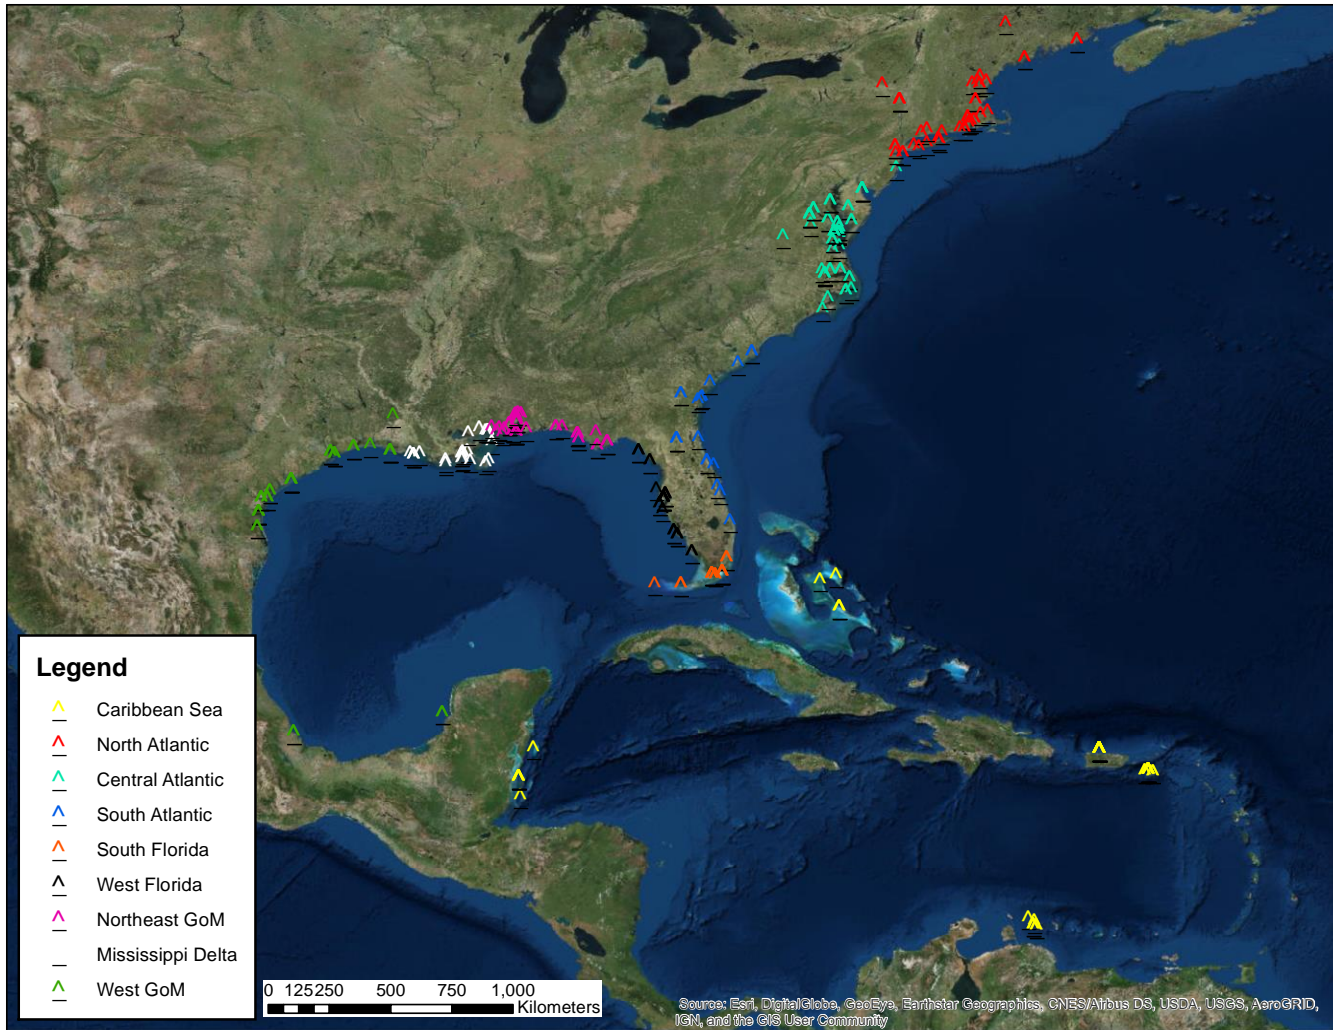 Legend
Caribbean Sea
North Atlantic
Central Atlantic
South Atlantic
South Florida
West Florida
Northeast GoM
Mississippi Delta
West GoM
0 125250 500 750 1,000
Kilometers
Source: Esri, DigitalGlobe, GeoEye, Earthstar Geographics, CNES/Airbus DS, USDA, USGS, AeroGRID,
IGN, and the GIS User Community